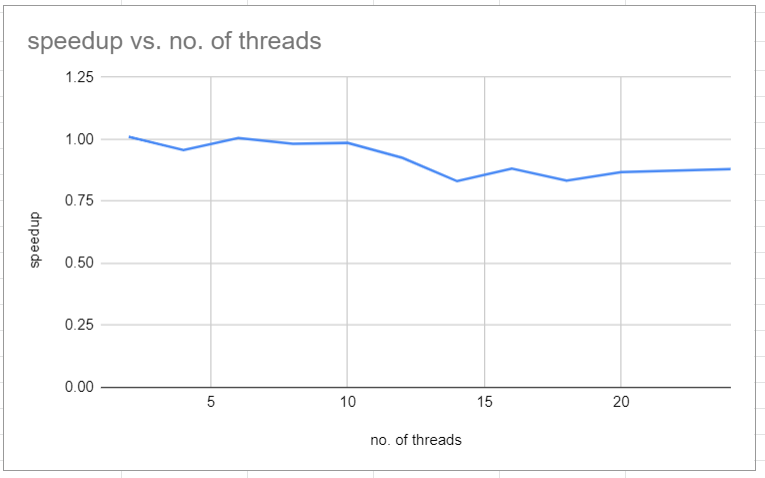 speedup vs. no. of threads
1.25
1.00
0.75
0.50
0.25
0.00
speedup
5 10 15 20
no. of threads